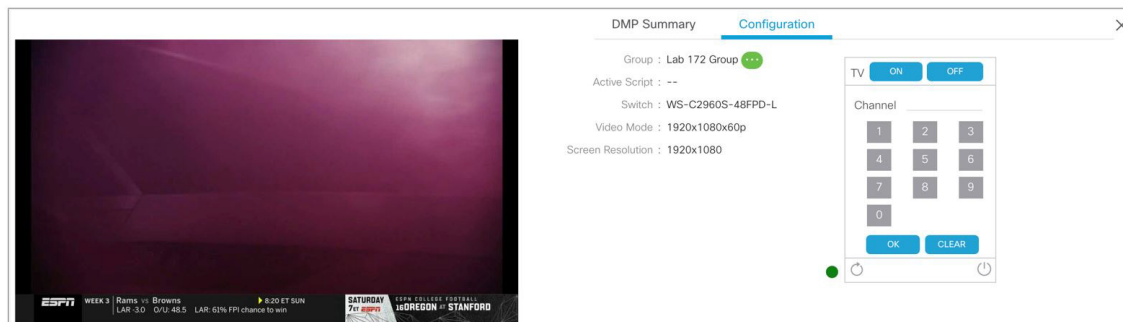 DMP Summary Configuration
Group : Lab 172 Group
Active Script : --
Switch : WS-C2960S-48FPD-L
Video Mode : 1920x1080x60p
Screen Resolution : 1920x1080
TV ON OFF
Channel
1 2 3
4 5 6
7 8 9
0
OK CLEAR
ESPN WEEK 3 Rams vs Browns 8:20 ET SUN
LAR -3.0 O/U: 48.5 LAR: 61% FPI chance to win
SATURDAY ESPN COLLEGE FOOTBALL
7ET ESPN 16OREGON AT STANFORD